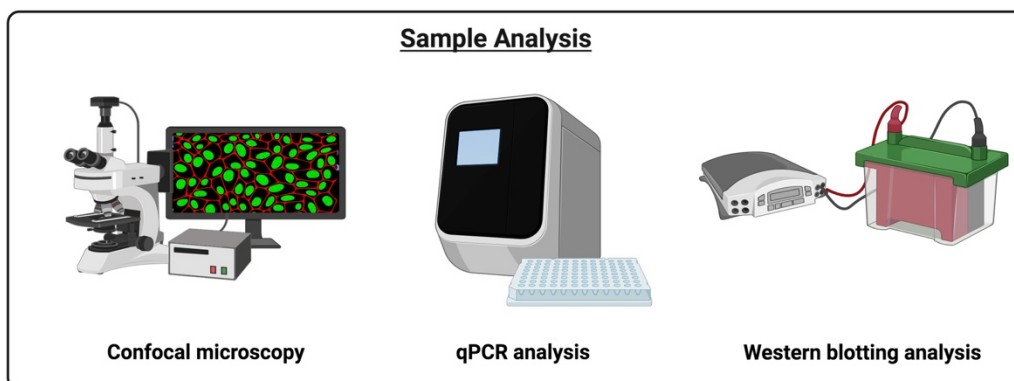 Sample Analysis
Confocal microscopy
qPCR analysis
Western blotting analysis